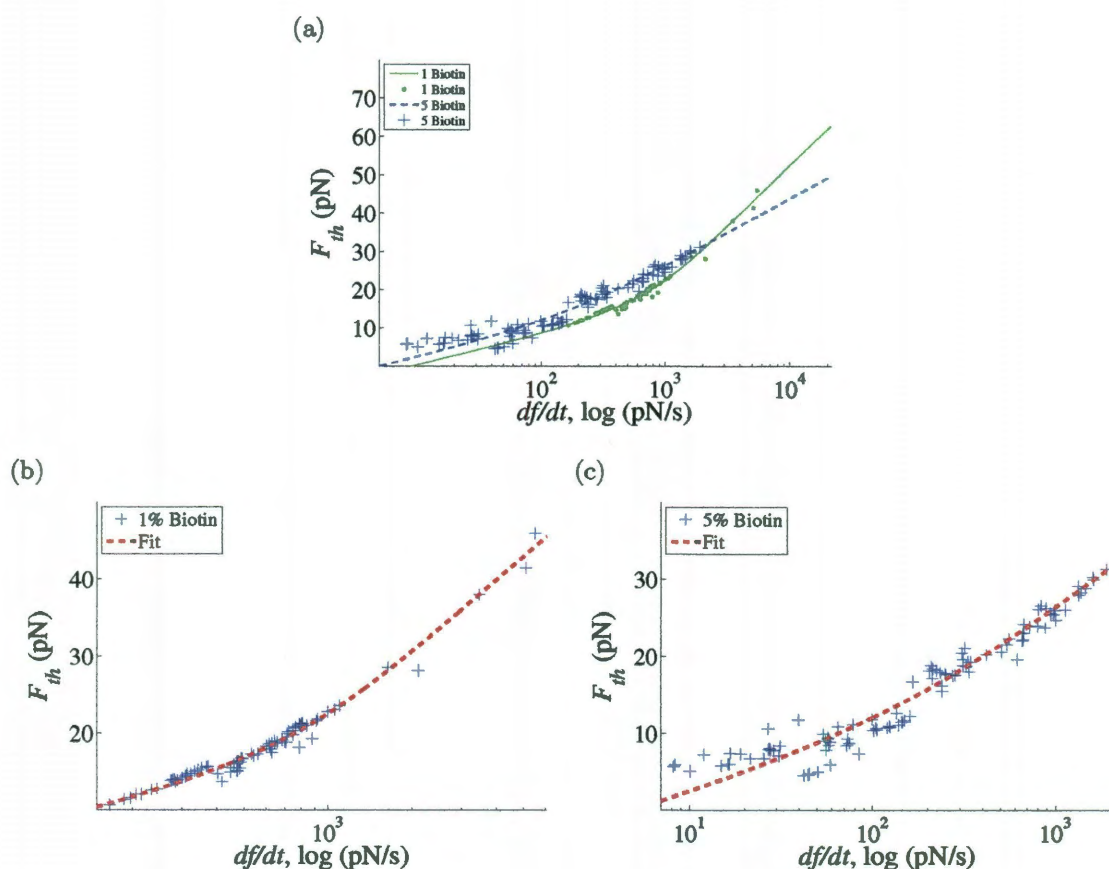 (a)
1 Biotin
1 Biotin
5 Biotin
5 Biotin
70
60
50
40
30
20
10
F_th (pN)
10^2 10^3 10^4
df/dt, log (pN/s)
(b)
1% Biotin
Fit
40
30
20
F_th (pN)
10^3
df/dt, log (pN/s)
(c)
5% Biotin
Fit
30
20
10
F_th (pN)
10^1 10^2 10^3
df/dt, log (pN/s)